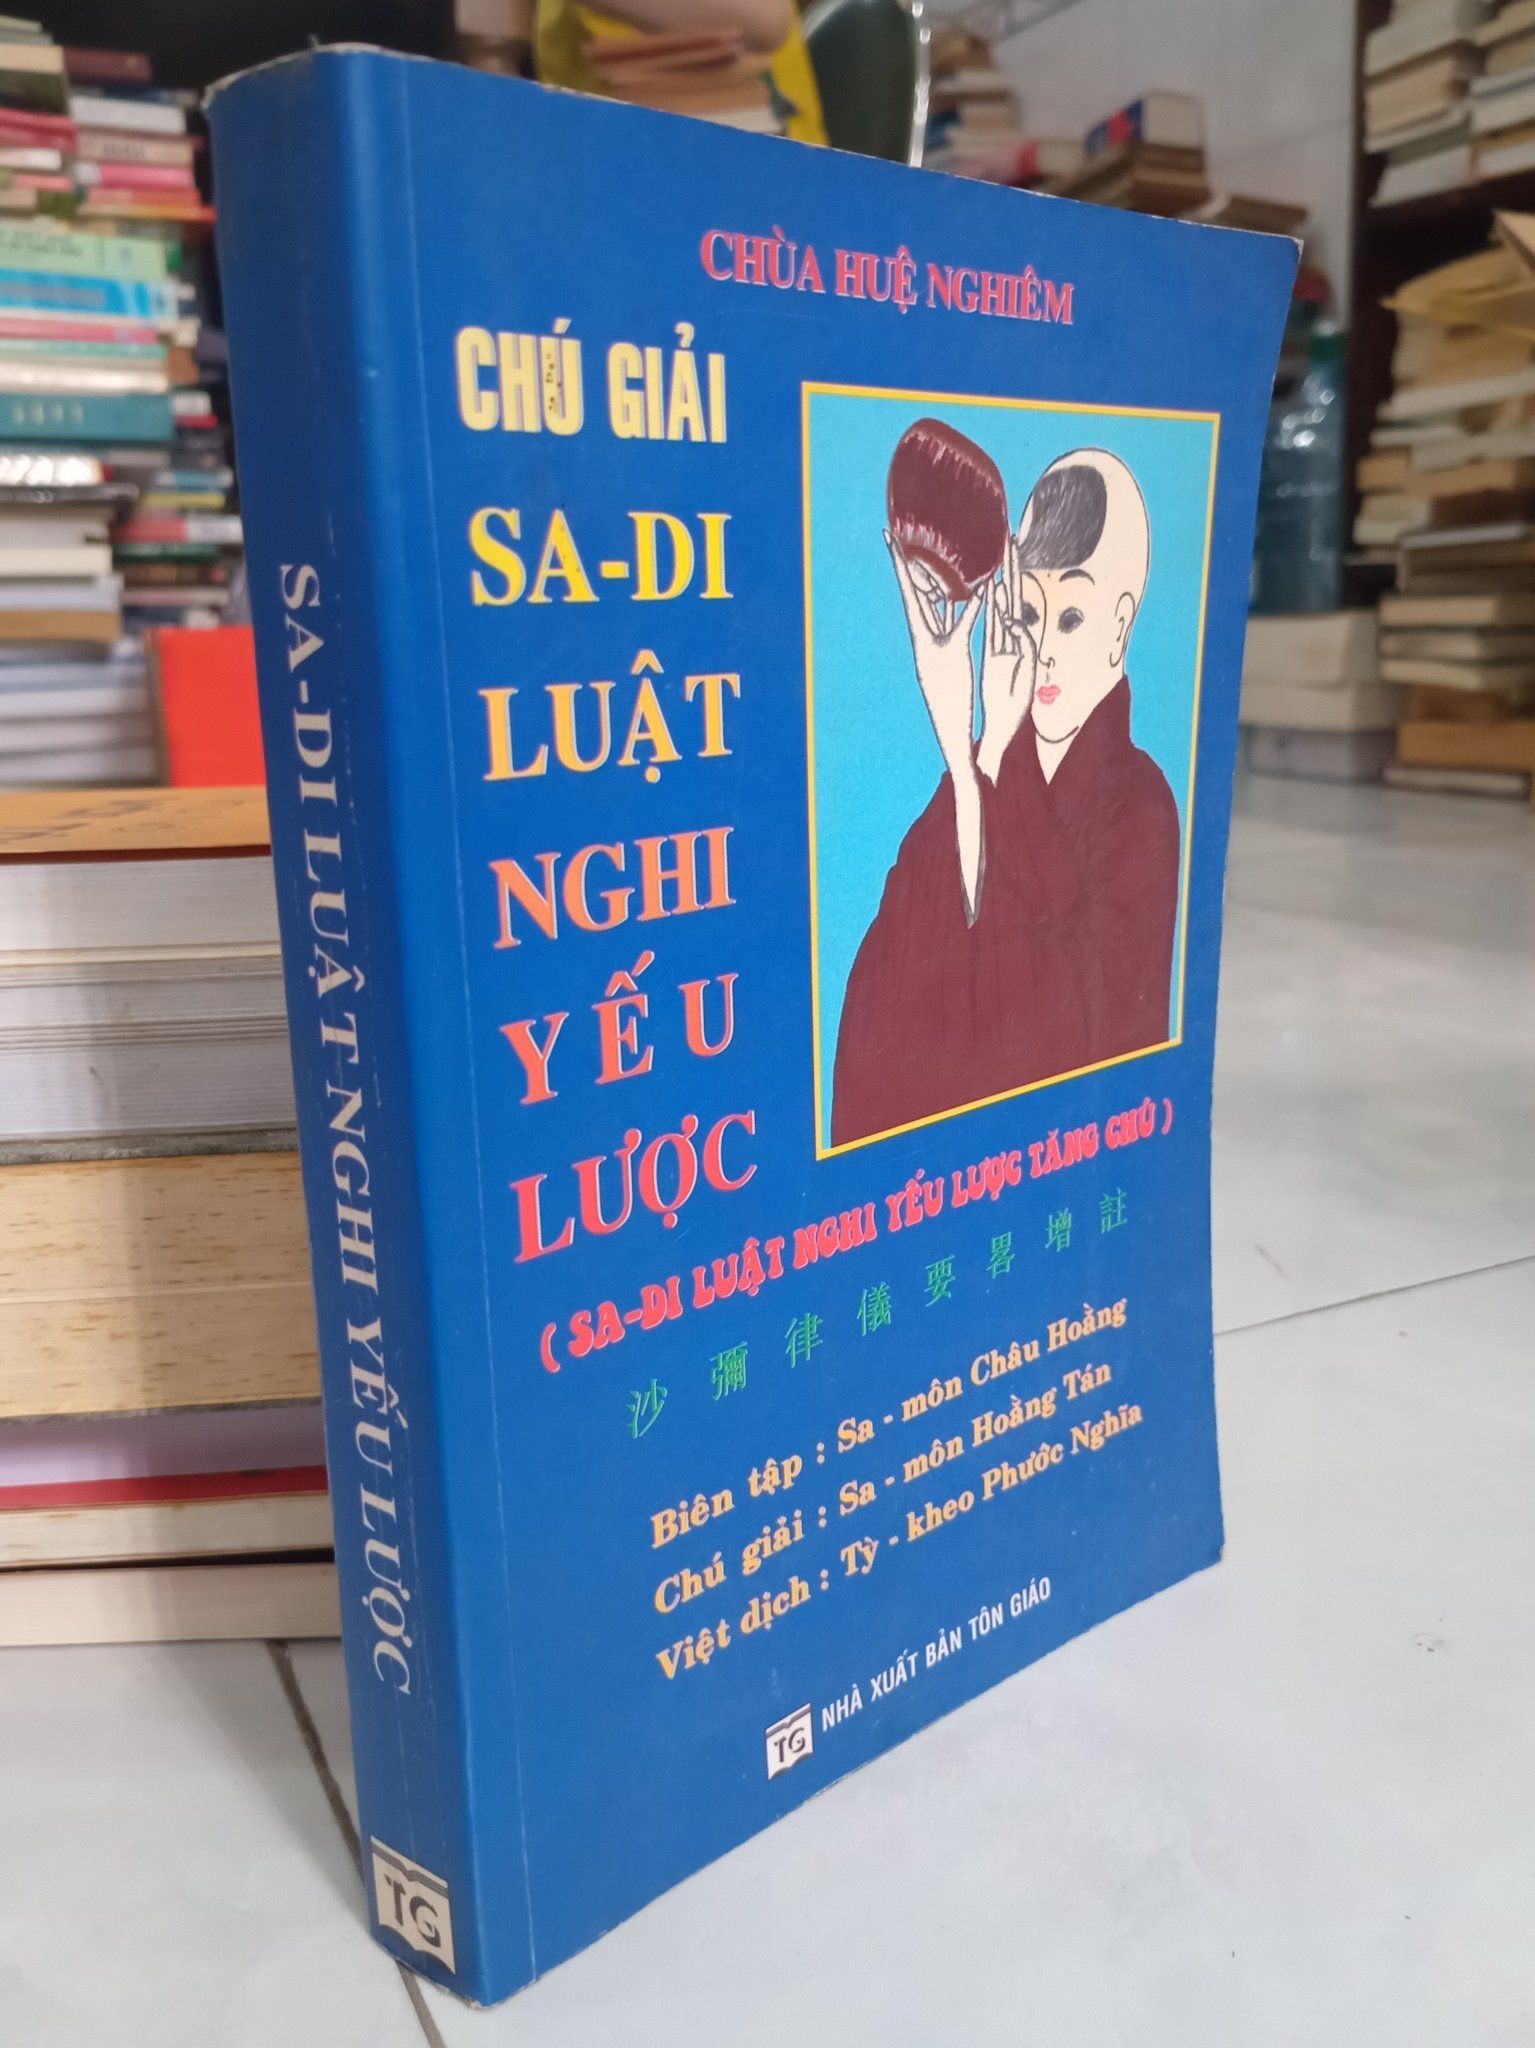 CHÙA HUỆ NGHIÊM
CHÚ GIẢI
SA-DI
LUẬT
NGHI
YẾU
LƯỢC
( SA-DI LUẬT NGHI YẾU LƯỢC TĂNG CHÚ )
沙彌律儀要畧增註
Biên tập : Sa - môn Châu Hoằng
Chú giải : Sa - môn Hoằng Tán
Việt dịch : Tỳ - kheo Phước Nghĩa
TG NHÀ XUẤT BẢN TÔN GIÁO
SA-DI LUẬT NGHI YẾU LƯỢC
TG